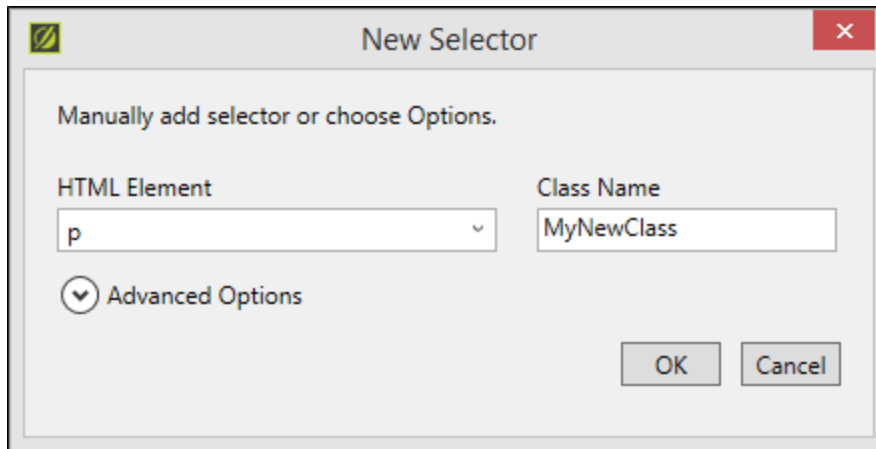 New Selector
Manually add selector or choose Options.
HTML Element
Class Name
p
MyNewClass
Advanced Options
OK
Cancel